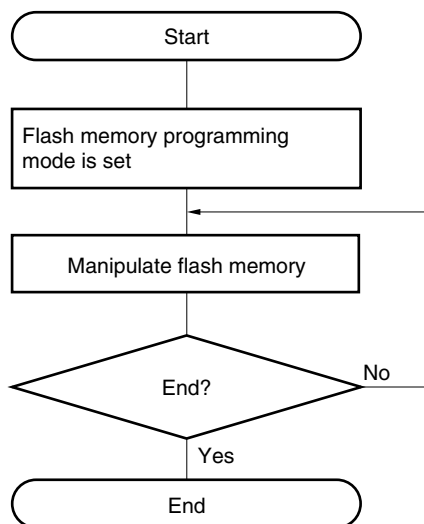 Start
Flash memory programming
mode is set
Manipulate flash memory
End?
No
Yes
End